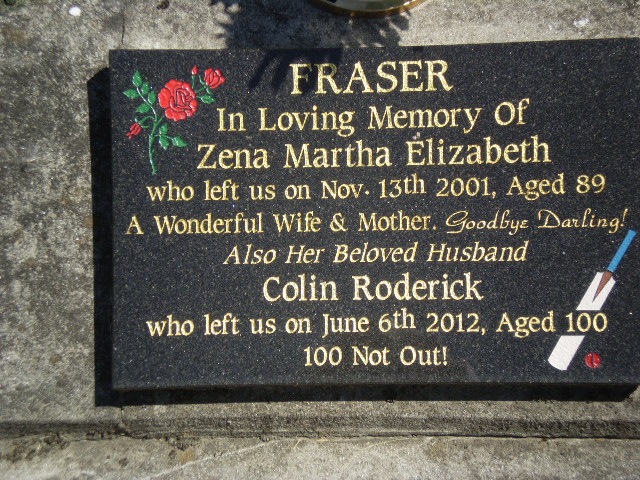 FRASER
In Loving Memory Of
Zena Martha Elizabeth
who left us on Nov. 13th 2001, Aged 89
A Wonderful Wife & Mother. Goodbye Darling!
Also Her Beloved Husband
Colin Roderick
who left us on June 6th 2012, Aged 100
100 Not Out!